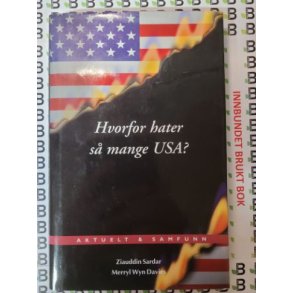 Hvorfor hater
så mange USA?
AKTUELT & SAMFUNN
Ziauddin Sardar
Merryl Wyn Davies
INNBUNDET BRUKT BOK